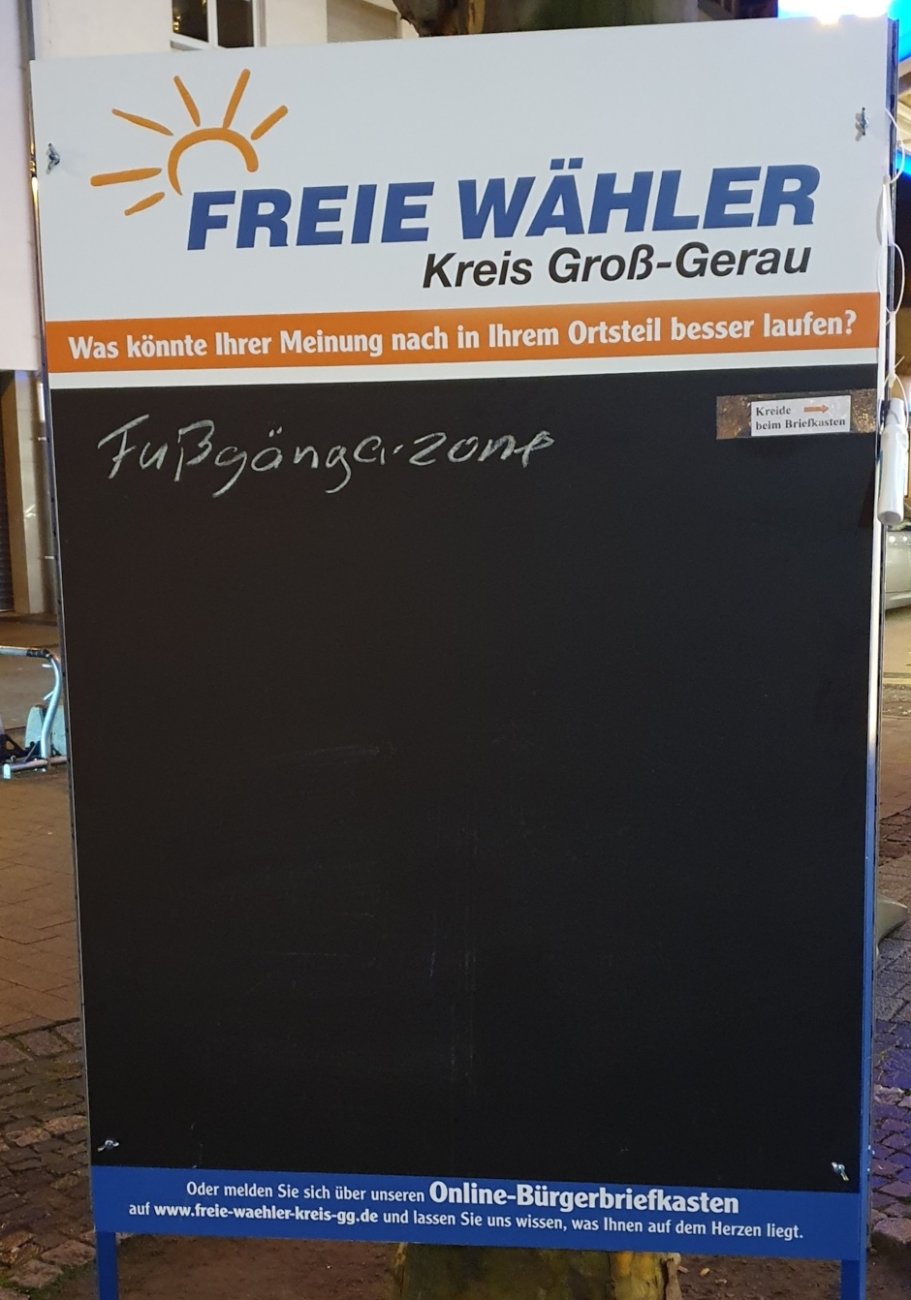 FREIE WÄHLER
Kreis Groß-Gerau
Was könnte Ihrer Meinung nach in Ihrem Ortsteil besser laufen?
Kreide
beim Briefkasten
Fußgängerzone
Oder melden Sie sich über unseren Online-Bürgerbriefkasten
auf www.freie-waehler-kreis-gg.de und lassen Sie uns wissen, was Ihnen auf dem Herzen liegt.